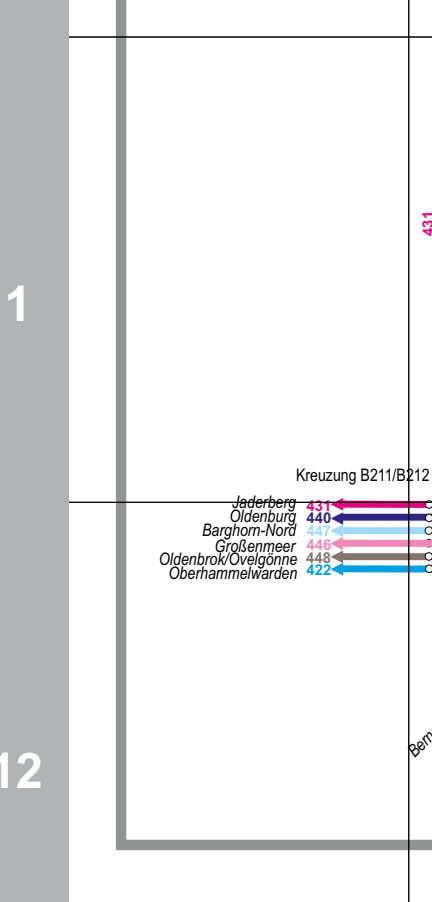 431
1
Kreuzung B211/B212
Jaderberg 431
Oldenburg 440
Barghorn-Nord 447
Großenmeer 446
Oldenbrok/Ovelgönne 448
Oberhammelwarden 422
12